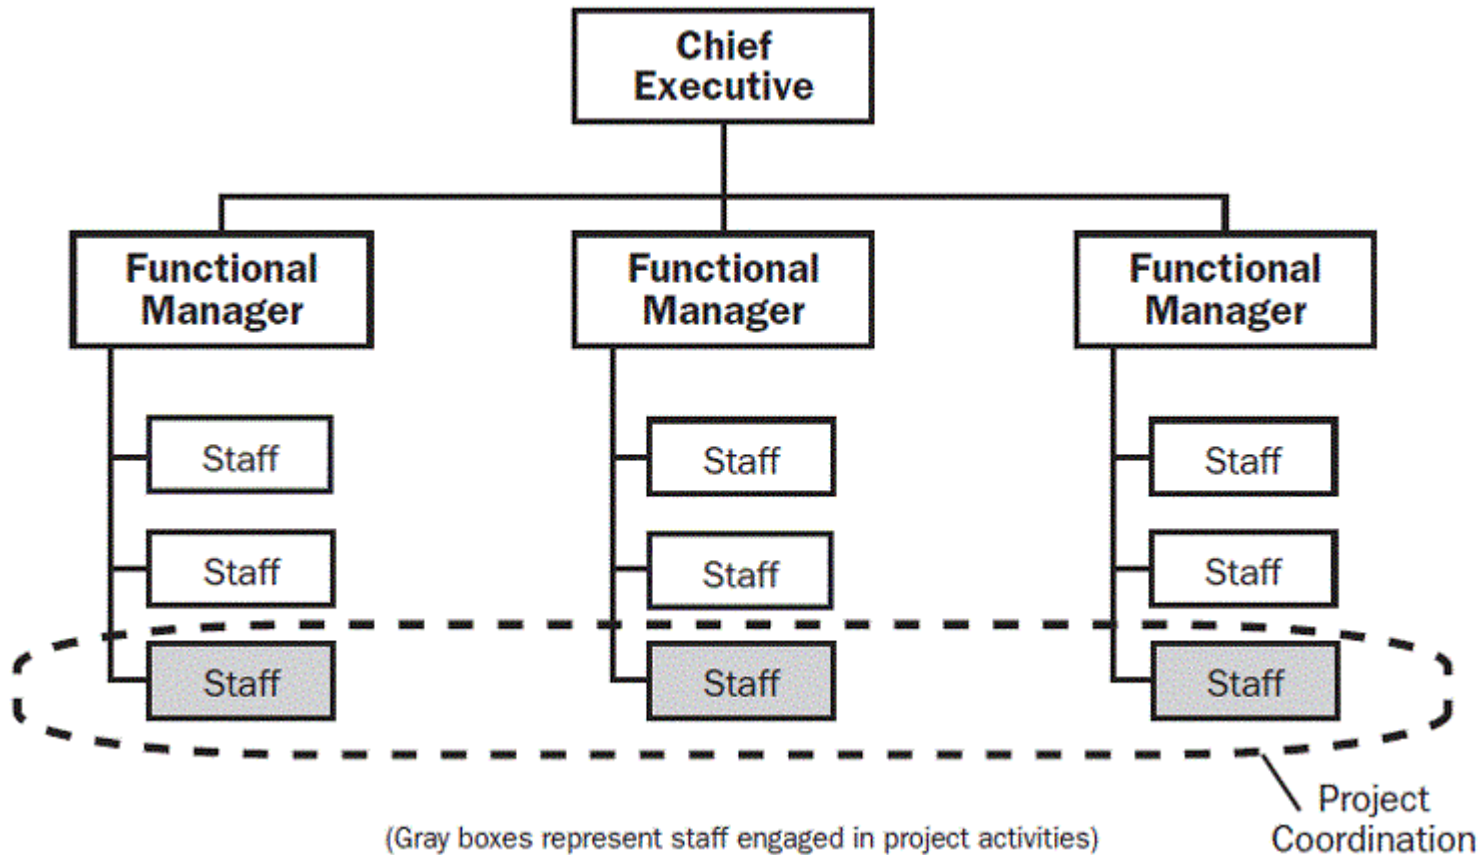 Chief
Executive
Functional
Manager
Functional
Manager
Functional
Manager
Staff
Staff
Staff
Staff
Staff
Staff
Staff
Staff
Staff
Project
Coordination
(Gray boxes represent staff engaged in project activities)